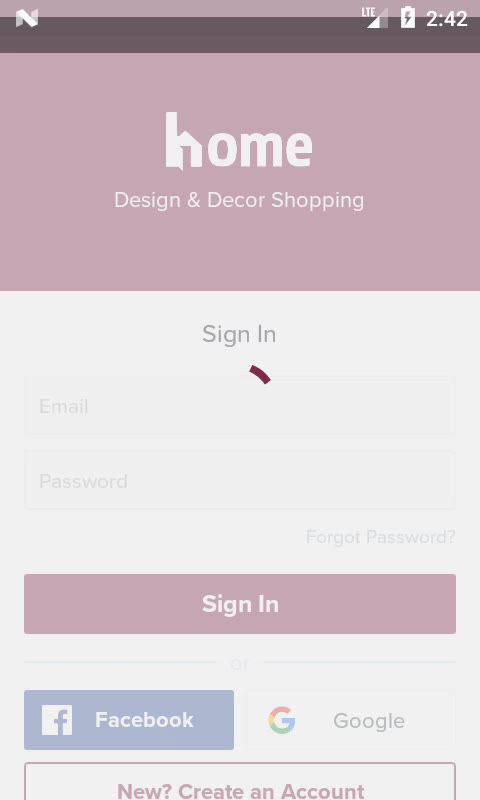 LTE 2:42
home
Design & Decor Shopping
Sign In
Email
Password
Forgot Password?
Sign In
or
Facebook
Google
New? Create an Account